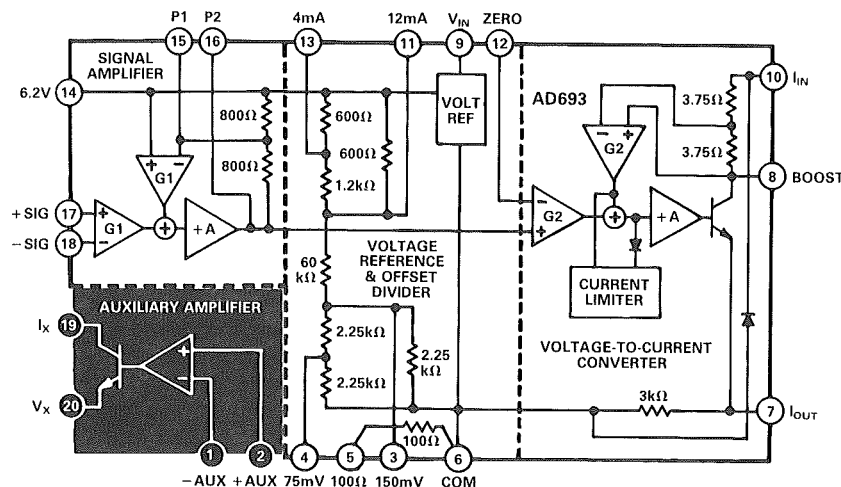 P1 P2 4mA 12mA V_IN ZERO
15 16 13 11 9 12
SIGNAL AMPLIFIER
6.2V 14
800Ω
800Ω
600Ω
600Ω
1.2kΩ
VOLT REF
AD693
3.75Ω
3.75Ω
10 I_IN
8 BOOST
+ -
G1
- +
G2
+SIG 17
-SIG 18
+
-
G1
+
+A
-
+
G2
+
+A
60 kΩ
VOLTAGE REFERENCE & OFFSET DIVIDER
CURRENT LIMITER
AUXILIARY AMPLIFIER
I_X 19
V_X 20
+
-
2.25kΩ
2.25kΩ
2.25 kΩ
VOLTAGE-TO-CURRENT CONVERTER
3kΩ
7 I_OUT
100Ω
1 2 4 5 3 6
-AUX +AUX 75mV 100Ω 150mV COM